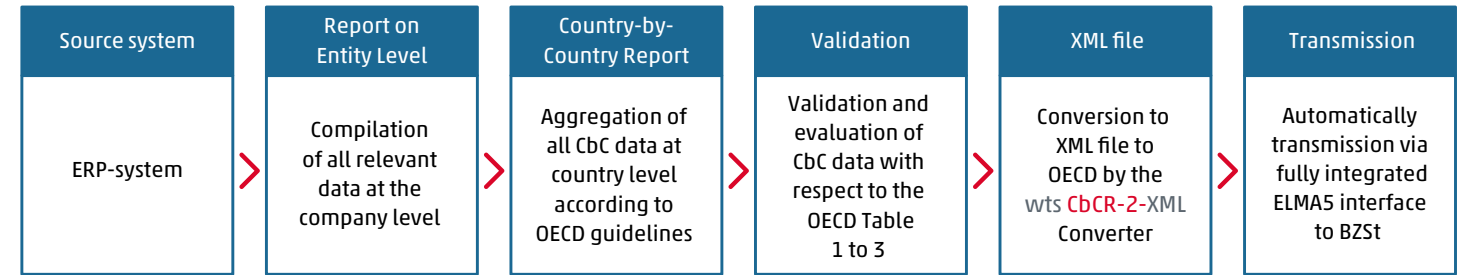 Source system
ERP-system
Report on
Entity Level
Compilation
of all relevant
data at the
company level
Country-by-
Country Report
Aggregation of
all CbC data at
country level
according to
OECD guidelines
Validation
Validation and
evaluation of
CbC data with
respect to the
OECD Table
1 to 3
XML file
Conversion to
XML file to
OECD by the
wts CbCR-2-XML
Converter
Transmission
Automatically
transmission via
fully integrated
ELMA5 interface
to BZSt